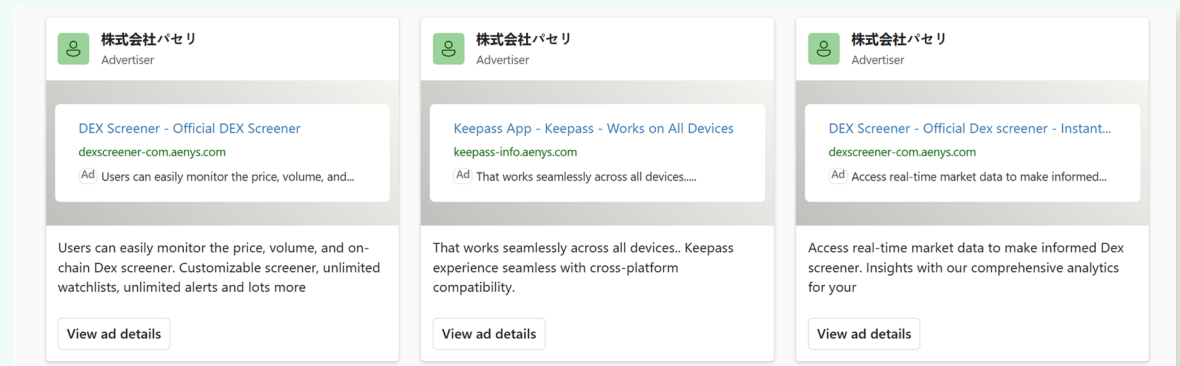 株式会社パセリ
Advertiser
DEX Screener - Official DEX Screener
dexscreener-com.aenys.com
Ad Users can easily monitor the price, volume, and...
Users can easily monitor the price, volume, and on-
chain Dex screener. Customizable screener, unlimited
watchlists, unlimited alerts and lots more
View ad details
株式会社パセリ
Advertiser
Keepass App - Keepass - Works on All Devices
keepass-info.aenys.com
Ad That works seamlessly across all devices.....
That works seamlessly across all devices.. Keepass
experience seamless with cross-platform
compatibility.
View ad details
株式会社パセリ
Advertiser
DEX Screener - Official Dex screener - Instant...
dexscreener-com.aenys.com
Ad Access real-time market data to make informed...
Access real-time market data to make informed Dex
screener. Insights with our comprehensive analytics
for your
View ad details